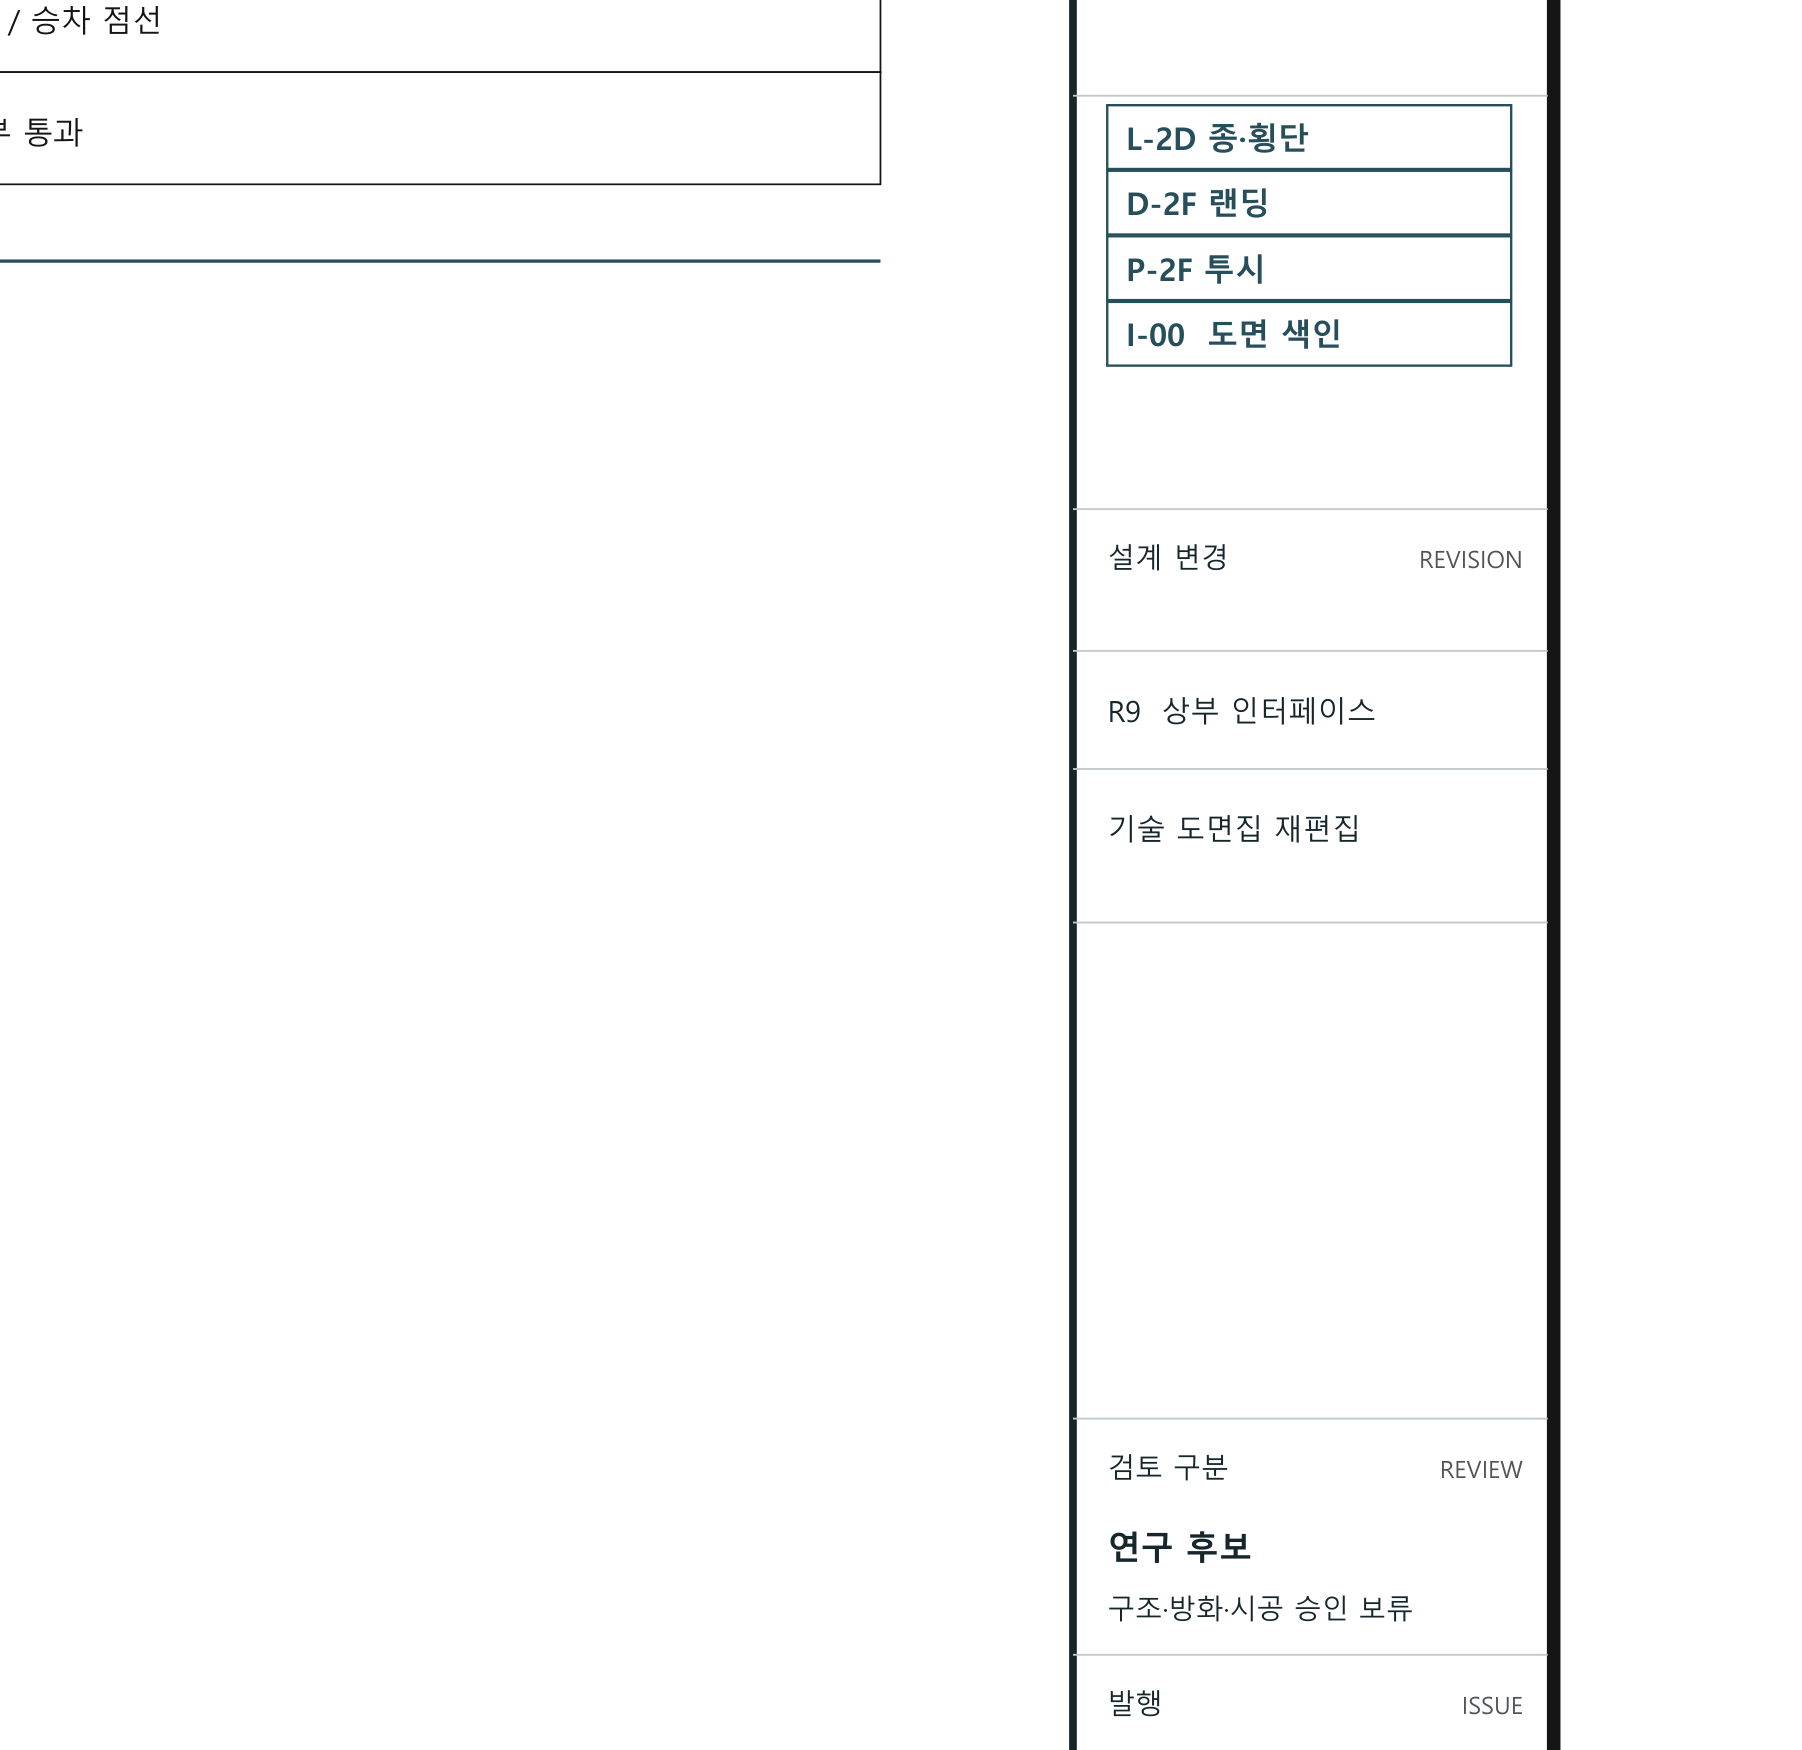 / 승차 점선
부 통과
L-2D 종·횡단
D-2F 랜딩
P-2F 투시
I-00 도면 색인
설계 변경 REVISION
R9 상부 인터페이스
기술 도면집 재편집
검토 구분 REVIEW
연구 후보
구조·방화·시공 승인 보류
발행 ISSUE